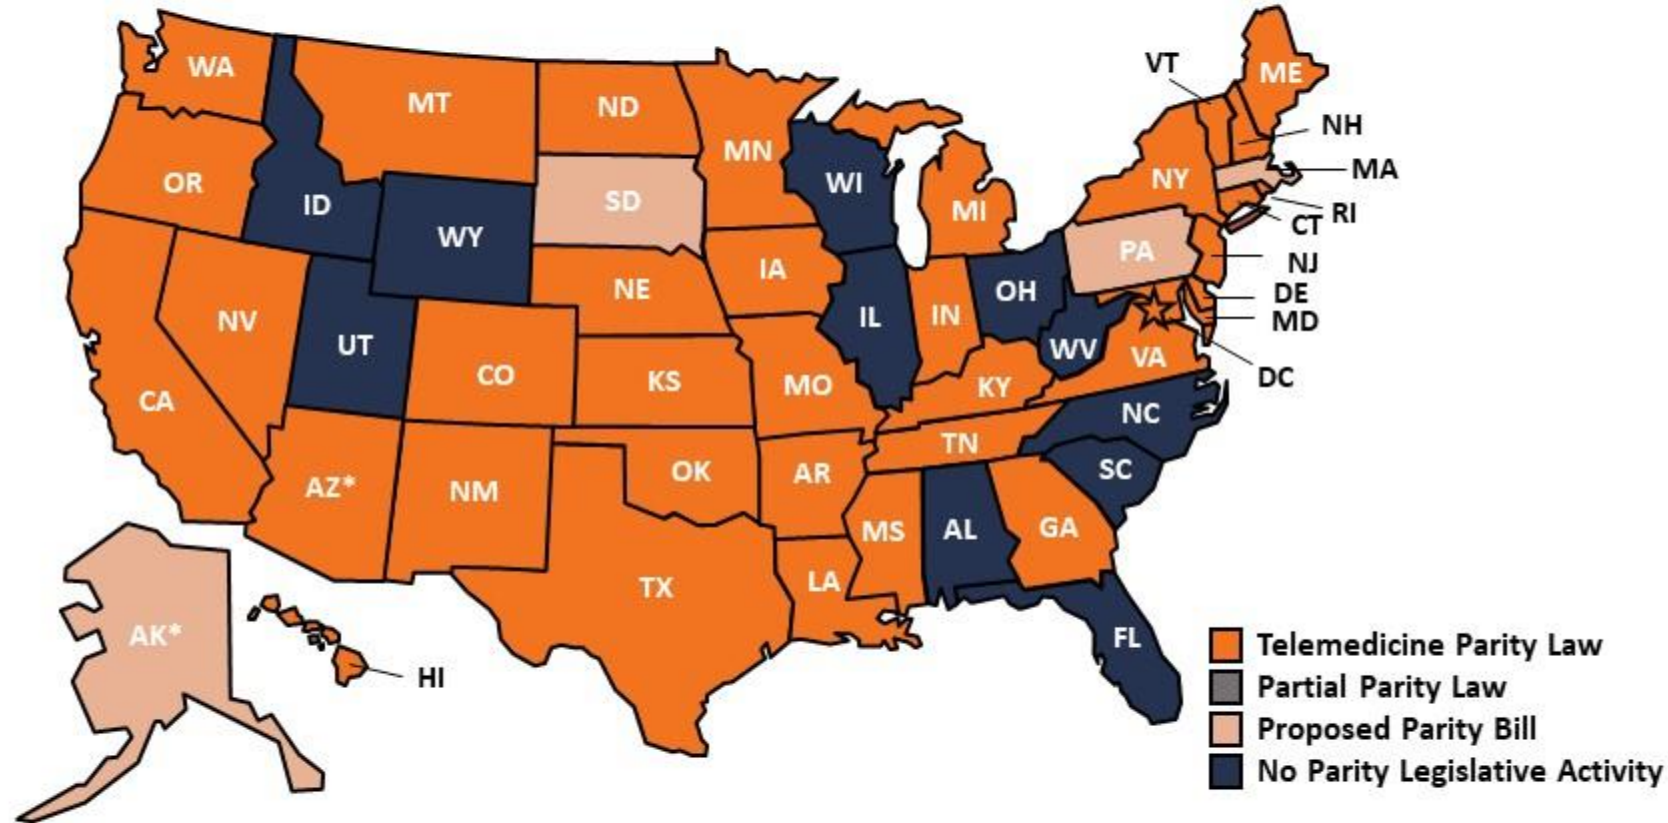 WA
MT
ND
MN
VT
ME
NH
MA
OR
ID
WY
SD
WI
MI
NY
RI
CT
NJ
PA
NV
UT
NE
IA
IL
IN
OH
DE
MD
CA
CO
KS
MO
KY
WV
VA
DC
AZ*
NM
OK
AR
TN
NC
SC
TX
LA
MS
AL
GA
FL
AK*
HI
Telemedicine Parity Law
Partial Parity Law
Proposed Parity Bill
No Parity Legislative Activity